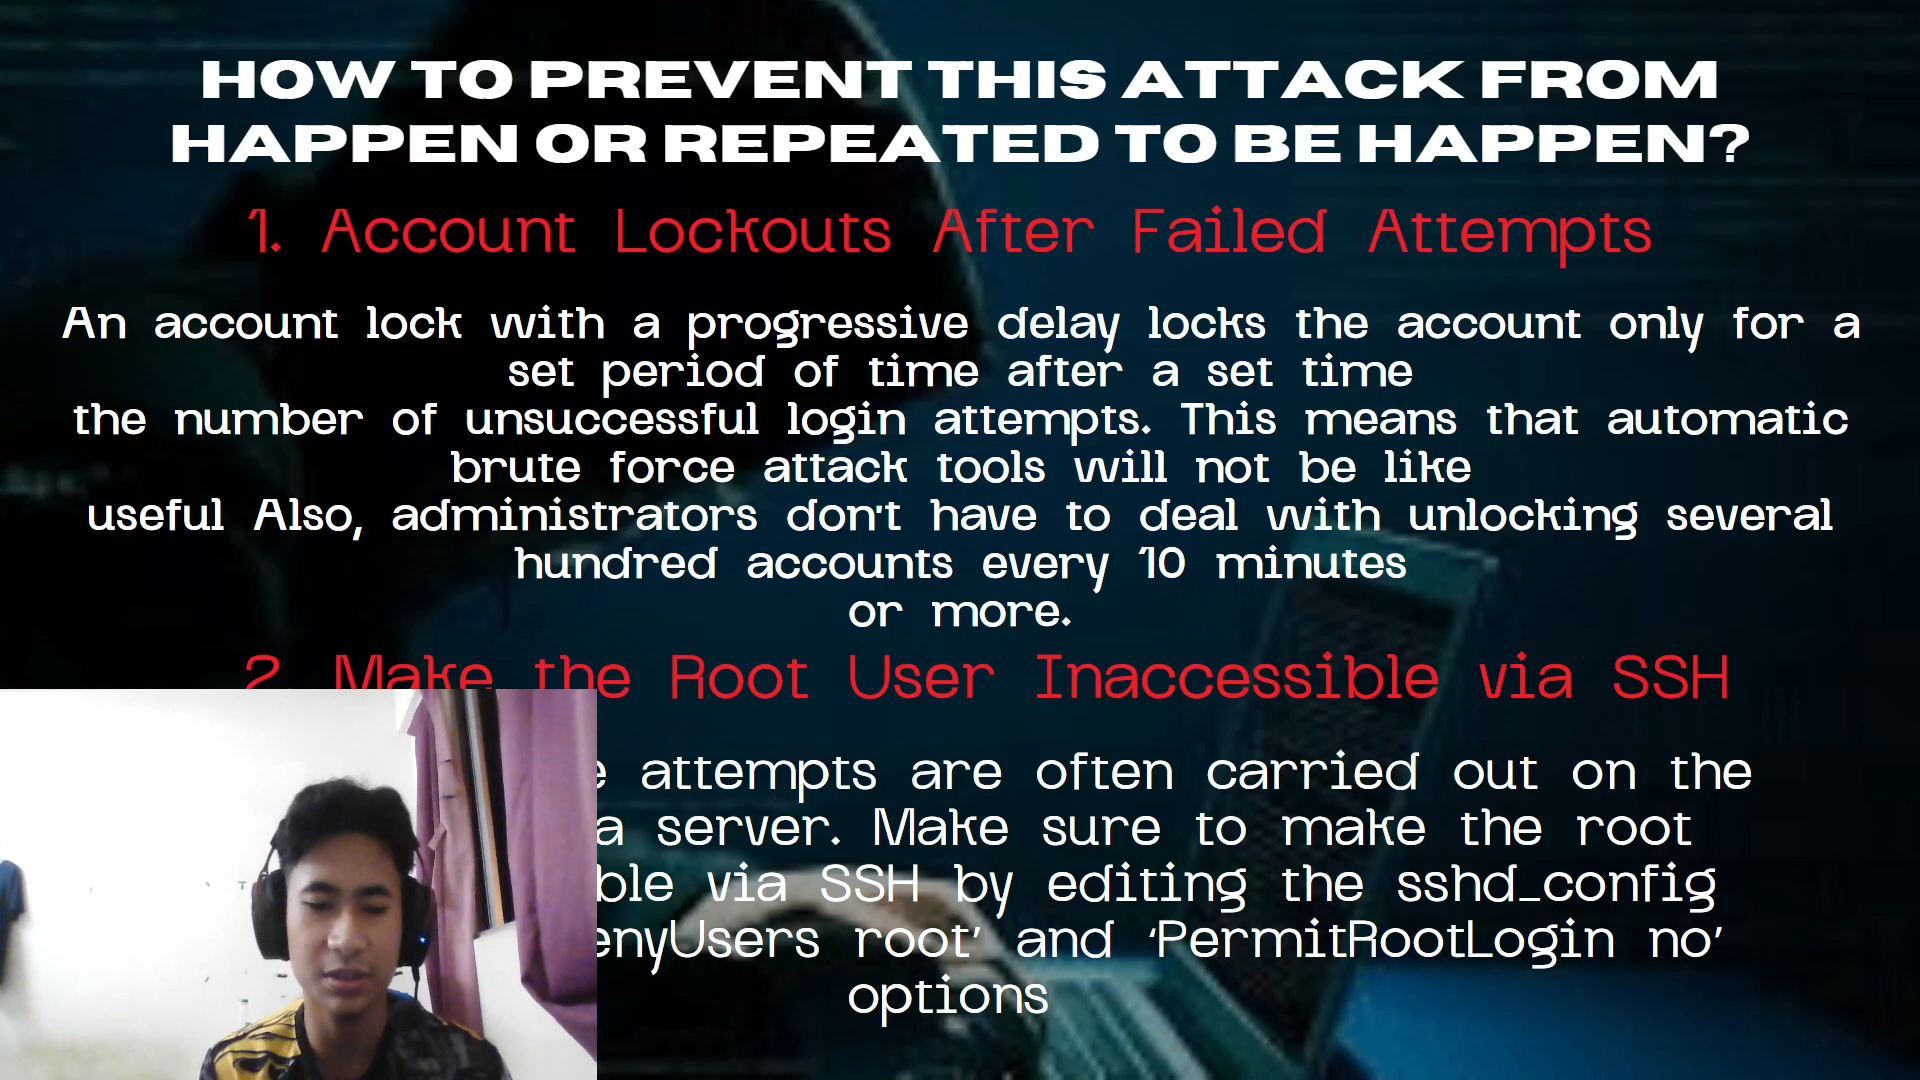 HOW TO PREVENT THIS ATTACK FROM
HAPPEN OR REPEATED TO BE HAPPEN?
1. Account Lockouts After Failed Attempts
An account lock with a progressive delay locks the account only for a
set period of time after a set time
the number of unsuccessful login attempts. This means that automatic
brute force attack tools will not be like
useful Also, administrators don't have to deal with unlocking several
hundred accounts every 10 minutes
or more.
2. Make the Root User Inaccessible via SSH
attempts are often carried out on the
a server. Make sure to make the root
ble via SSH by editing the sshd_config
enyUsers root’ and ‘PermitRootLogin no’
options